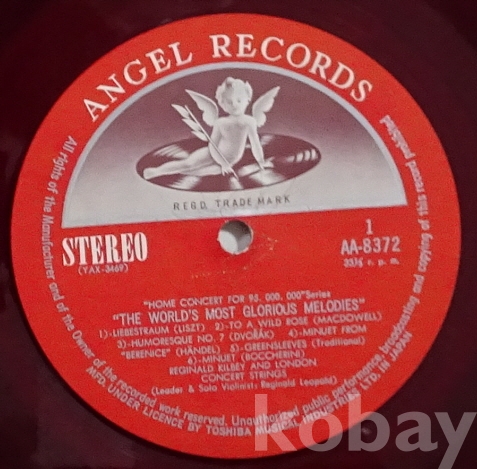 ANGEL RECORDS
REGD. TRADE MARK
STEREO
(YAX-3469)
1
AA-8372
33⅓ r. p. m.
"HOME CONCERT FOR 95, 000, 000"Series
"THE WORLD'S MOST GLORIOUS MELODIES"
1)-LIEBESTRAUM (LISZT) 2)-TO A WILD ROSE (MACDOWELL)
3)-HUMORESQUE NO. 7 (DVOŘÁK) 4)-MINUET FROM
"BERENICE" (HÄNDEL) 5)-GREENSLEEVES (Traditional)
6)-MINUET (BOCCHERINI)
REGINALD KILBEY AND LONDON
CONCERT STRINGS
(Leader & Solo Violinist: Reginald Leopold)
All rights of the Manufacturer and of the Owner of the recorded work reserved. Unauthorized public performance, broadcasting and copying of this record prohibited
MFD. UNDER LICENCE BY TOSHIBA MUSICAL INDUSTRIES LTD. IN JAPAN
kobay